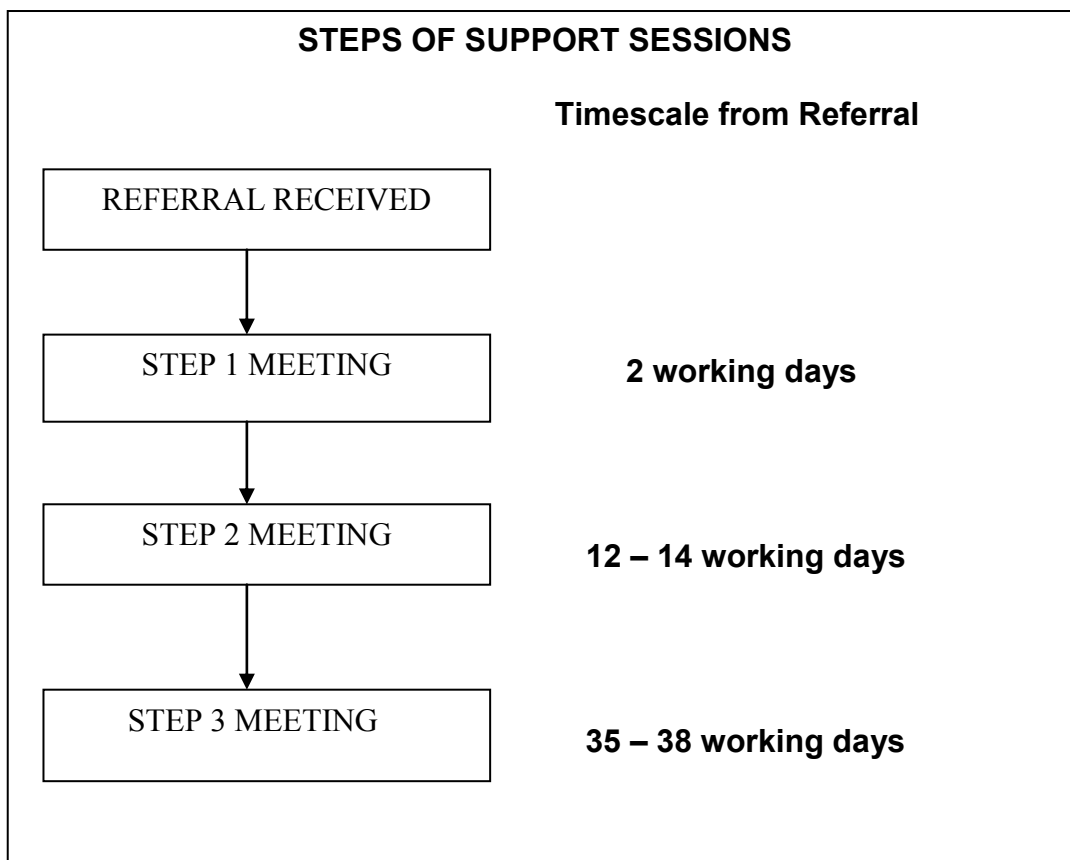 STEPS OF SUPPORT SESSIONS
Timescale from Referral
REFERRAL RECEIVED
STEP 1 MEETING
2 working days
STEP 2 MEETING
12 – 14 working days
STEP 3 MEETING
35 – 38 working days